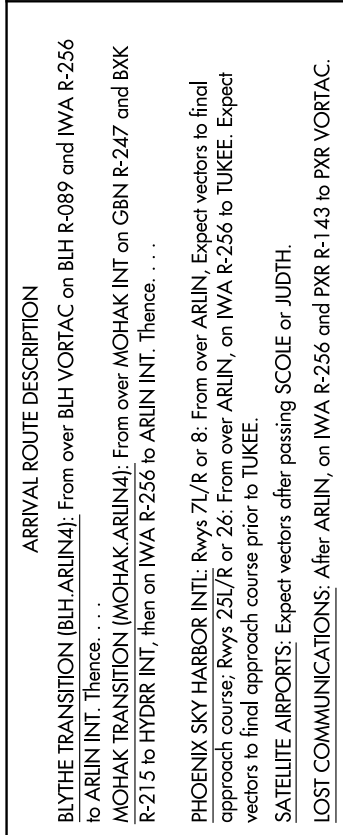 ARRIVAL ROUTE DESCRIPTION
BLYTHE TRANSITION (BLH.ARLIN4): From over BLH VORTAC on BLH R-089 and IWA R-256
to ARLIN INT. Thence. . . .
MOHAK TRANSITION (MOHAK.ARLIN4): From over MOHAK INT on GBN R-247 and BXK
R-215 to HYDRR INT, then on IWA R-256 to ARLIN INT. Thence. . . .
PHOENIX SKY HARBOR INTL: Rwys 7L/R or 8: From over ARLIN, Expect vectors to final
approach course; Rwys 25L/R or 26: From over ARLIN, on IWA R-256 to TUKEE. Expect
vectors to final approach course prior to TUKEE.
SATELLITE AIRPORTS: Expect vectors after passing SCOLE or JUDTH.
LOST COMMUNICATIONS: After ARLIN, on IWA R-256 and PXR R-143 to PXR VORTAC.